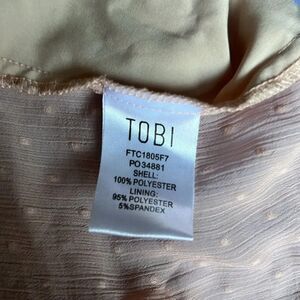 TOBI
FTC1805F7
PO34881
SHELL:
100% POLYESTER
LINING:
95% POLYESTER
5%SPANDEX